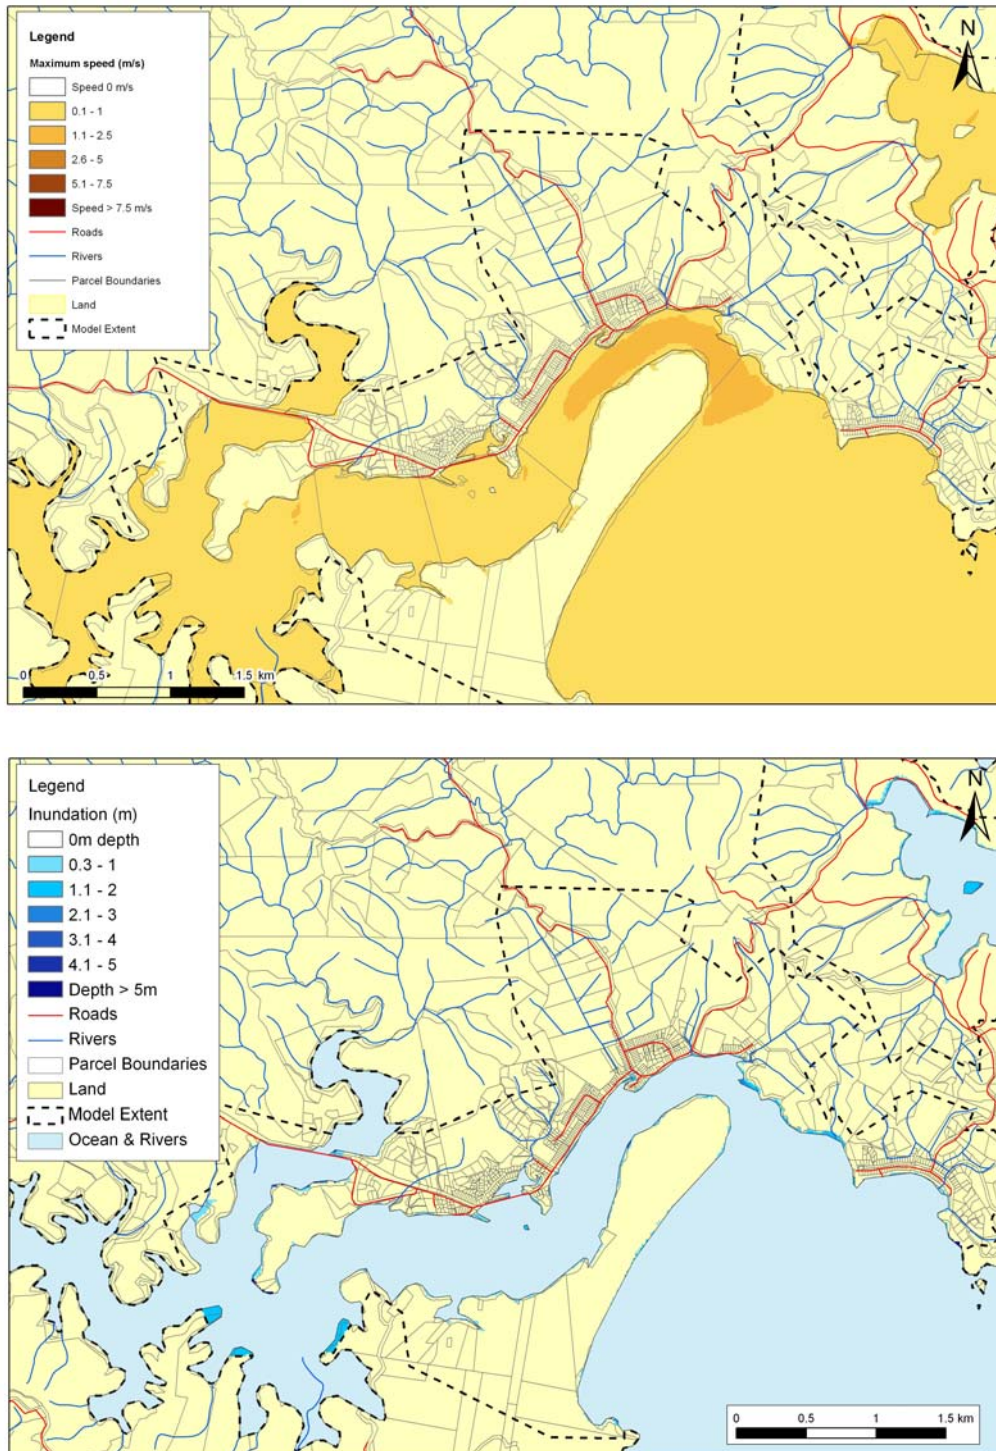 N
Legend
Maximum speed (m/s)
Speed 0 m/s
0.1 - 1
1.1 - 2.5
2.6 - 5
5.1 - 7.5
Speed > 7.5 m/s
Roads
Rivers
Parcel Boundaries
Land
Model Extent
0 0.5 1 1.5 km
N
Legend
Inundation (m)
0m depth
0.3 - 1
1.1 - 2
2.1 - 3
3.1 - 4
4.1 - 5
Depth > 5m
Roads
Rivers
Parcel Boundaries
Land
Model Extent
Ocean & Rivers
0 0.5 1 1.5 km